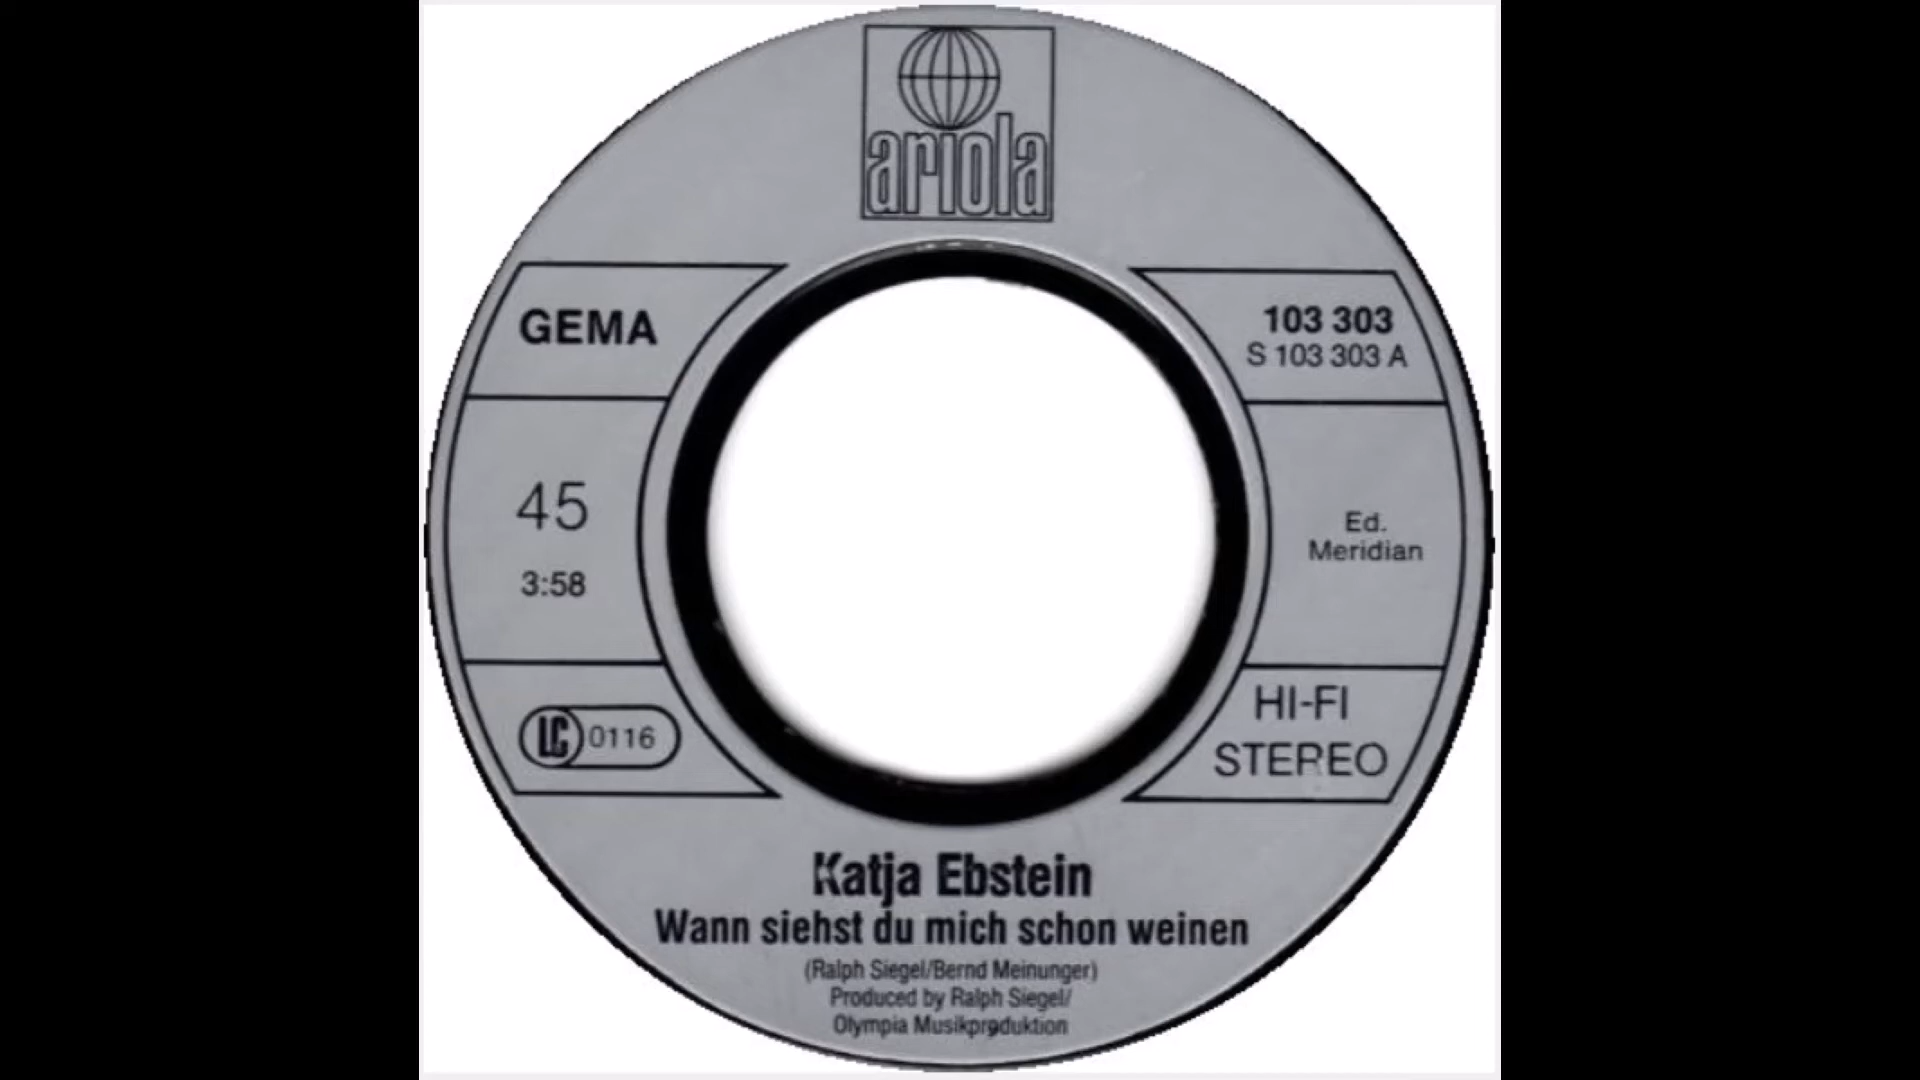 ariola
GEMA
103 303
S 103 303 A
45
3:58
Ed.
Meridian
LC 0116
HI-FI
STEREO
Katja Ebstein
Wann siehst du mich schon weinen
(Ralph Siegel/Bernd Meinunger)
Produced by Ralph Siegel/
Olympia Musikproduktion